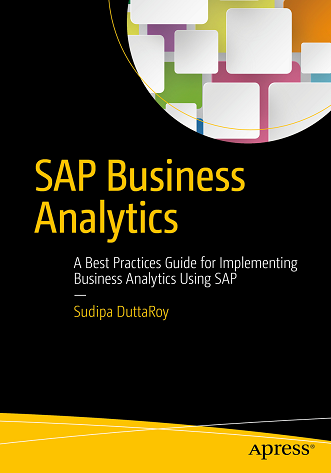 SAP Business
Analytics
A Best Practices Guide for Implementing
Business Analytics Using SAP
—
Sudipa DuttaRoy
Apress®